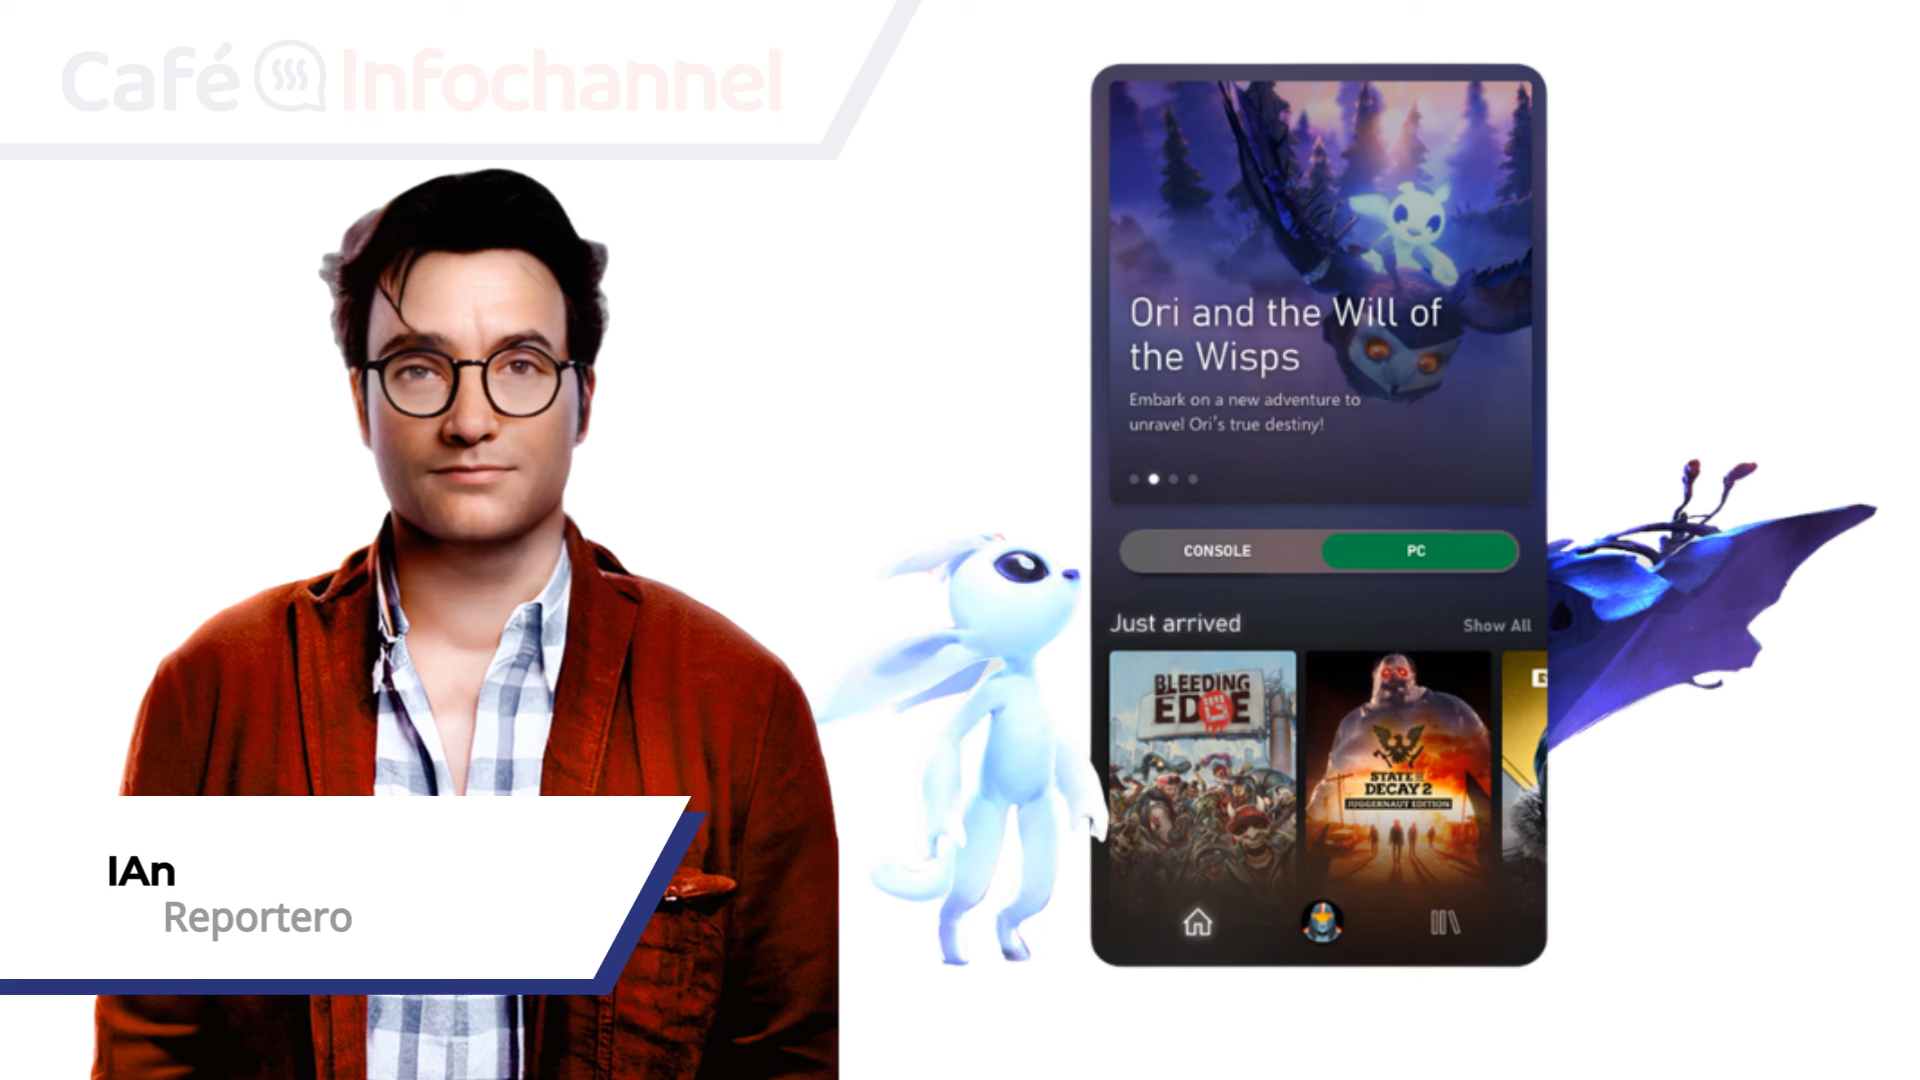 Café Infochannel
Ori and the Will of
the Wisps
Embark on a new adventure to
unravel Ori's true destiny!
CONSOLE PC
Just arrived Show All
BLEEDING
EDGE
STATE OF
DECAY 2
JUGGERNAUT EDITION
IAn
Reportero